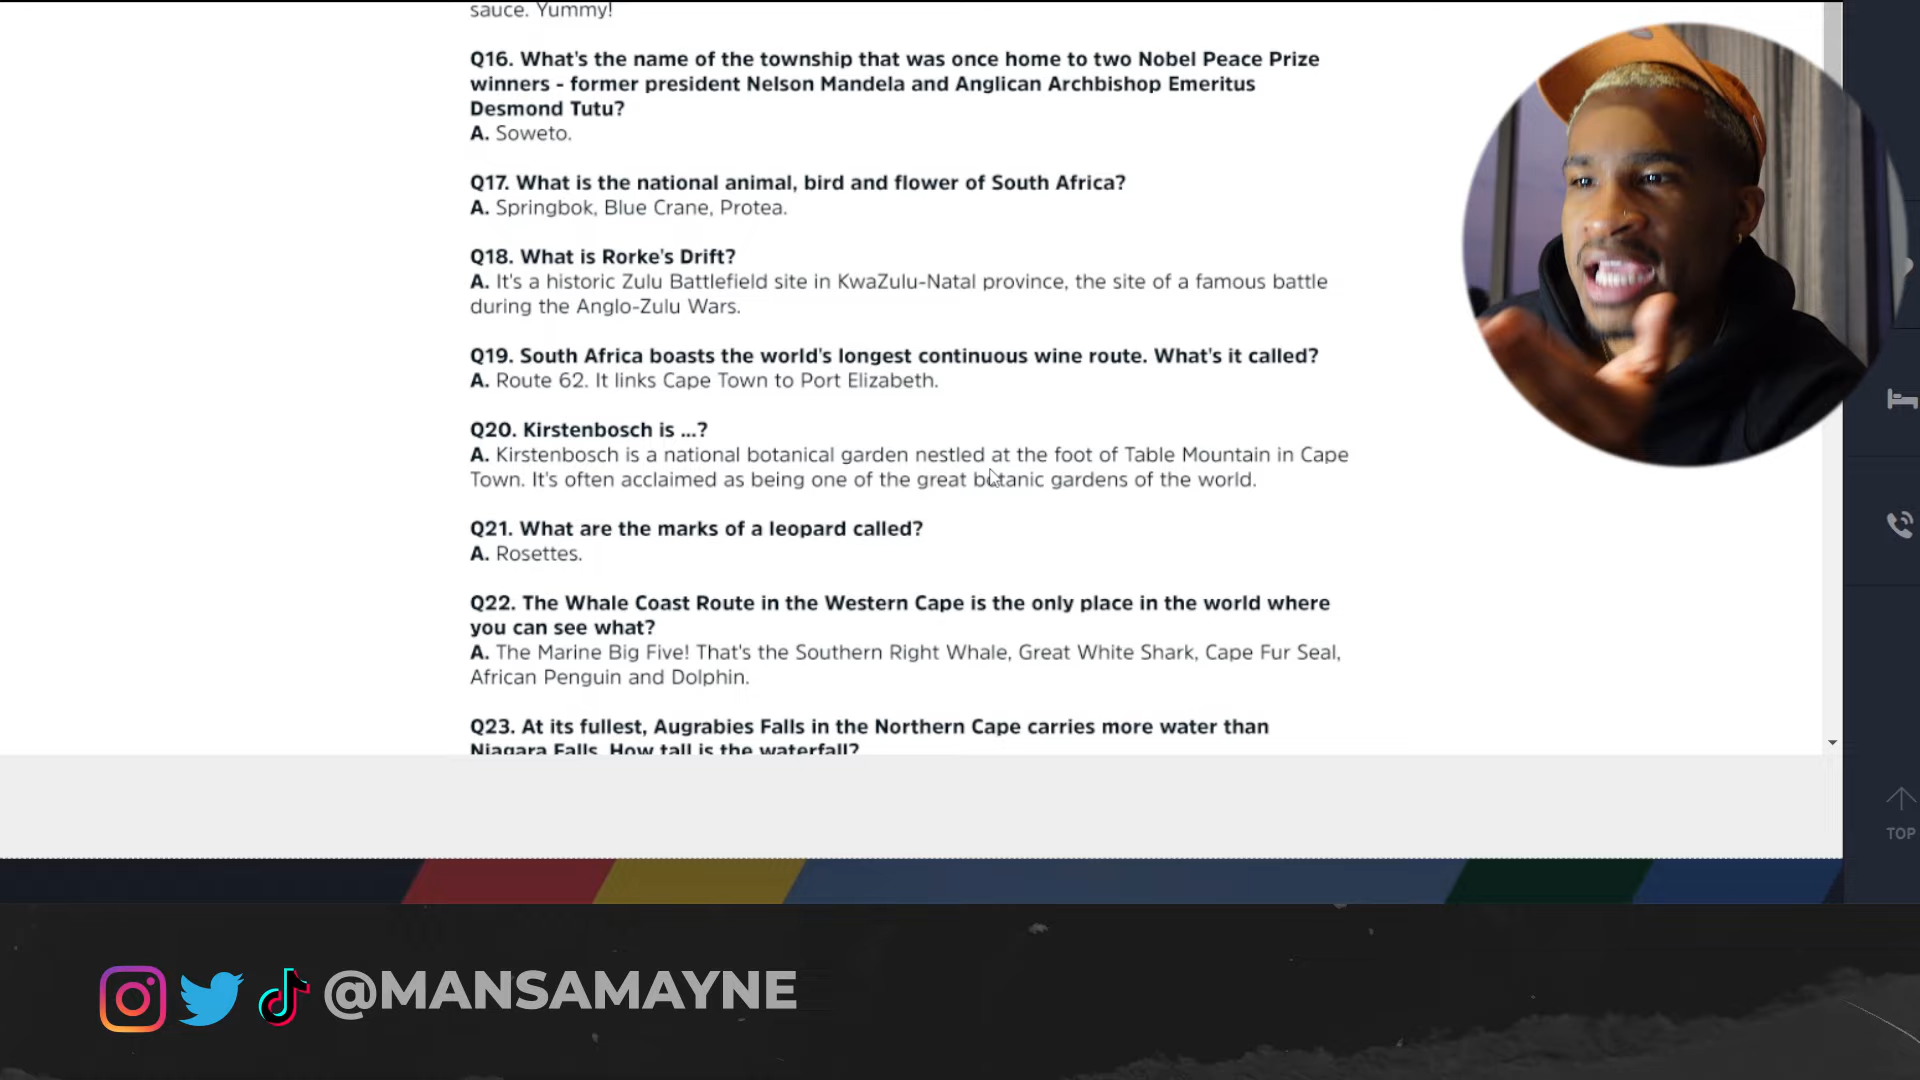 sauce. Yummy!
Q16. What's the name of the township that was once home to two Nobel Peace Prize
winners - former president Nelson Mandela and Anglican Archbishop Emeritus
Desmond Tutu?
A. Soweto.
Q17. What is the national animal, bird and flower of South Africa?
A. Springbok, Blue Crane, Protea.
Q18. What is Rorke's Drift?
A. It's a historic Zulu Battlefield site in KwaZulu-Natal province, the site of a famous battle
during the Anglo-Zulu Wars.
Q19. South Africa boasts the world's longest continuous wine route. What's it called?
A. Route 62. It links Cape Town to Port Elizabeth.
Q20. Kirstenbosch is ...?
A. Kirstenbosch is a national botanical garden nestled at the foot of Table Mountain in Cape
Town. It's often acclaimed as being one of the great botanic gardens of the world.
Q21. What are the marks of a leopard called?
A. Rosettes.
Q22. The Whale Coast Route in the Western Cape is the only place in the world where
you can see what?
A. The Marine Big Five! That's the Southern Right Whale, Great White Shark, Cape Fur Seal,
African Penguin and Dolphin.
Q23. At its fullest, Augrabies Falls in the Northern Cape carries more water than
Niagara Falls. How tall is the waterfall?
TOP
@MANSAMAYNE